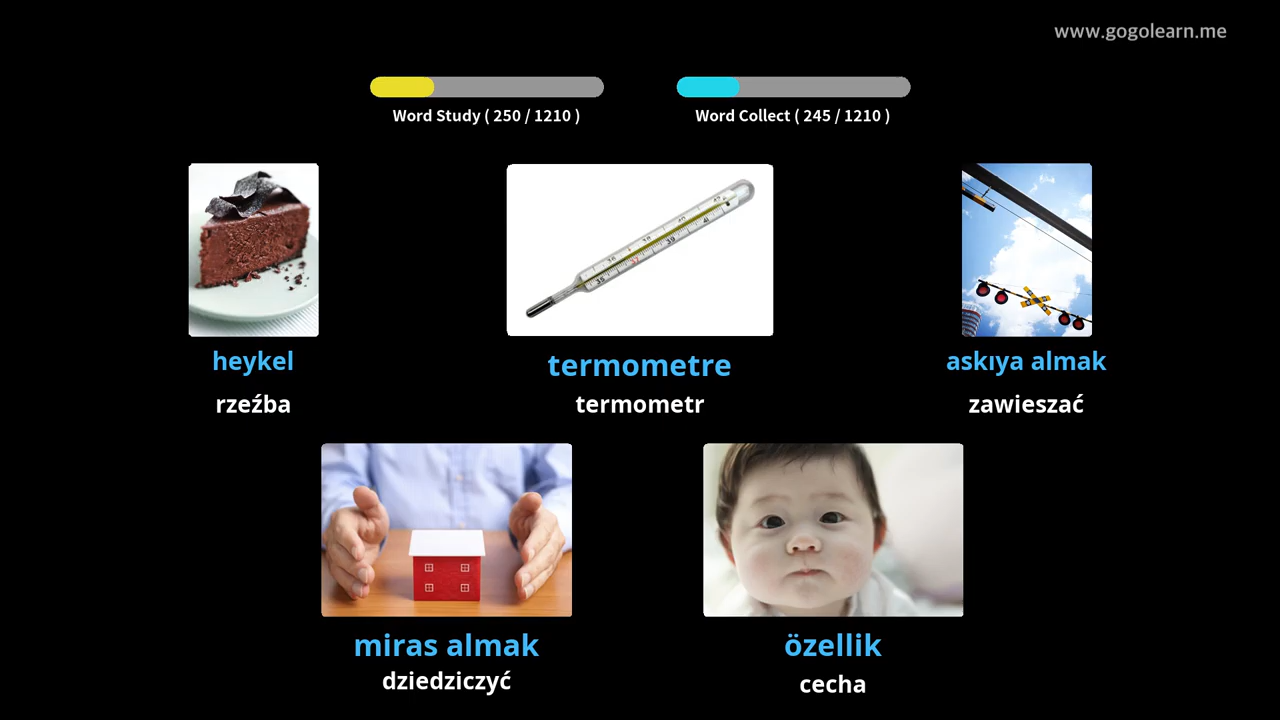 www.gogolearn.me
Word Study ( 250 / 1210 )
Word Collect ( 245 / 1210 )
heykel
rzeźba
termometre
termometr
askıya almak
zawieszać
miras almak
dziedziczyć
özellik
cecha